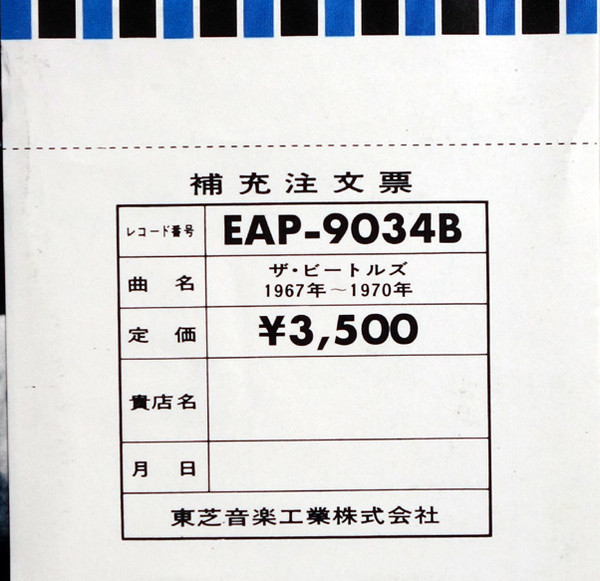 補充注文票
レコード番号 EAP-9034B
曲名 ザ・ビートルズ
1967年～1970年
定価 ¥3,500
貴店名
月日
東芝音楽工業株式会社